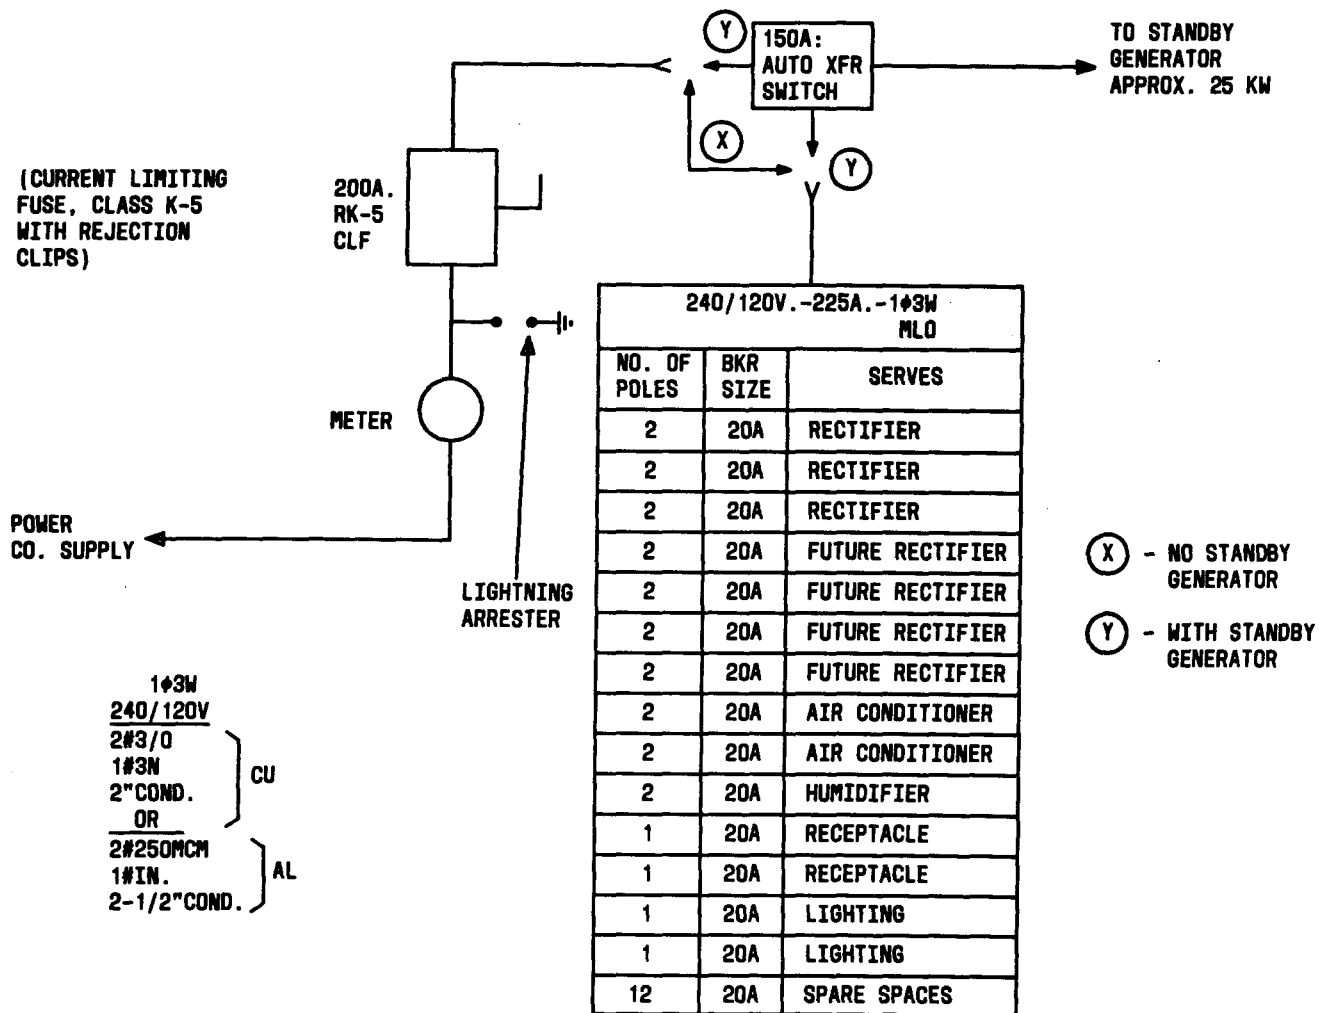 Y
150A:
AUTO XFR
SWITCH
TO STANDBY
GENERATOR
APPROX. 25 KW
X
Y
(CURRENT LIMITING
FUSE, CLASS K-5
WITH REJECTION
CLIPS)
200A.
RK-5
CLF
METER
POWER
CO. SUPPLY
LIGHTNING
ARRESTER
240/120V.-225A.-1ϕ3W
MLO
NO. OF POLES BKR SIZE SERVES
2 20A RECTIFIER
2 20A RECTIFIER
2 20A RECTIFIER
2 20A FUTURE RECTIFIER
2 20A FUTURE RECTIFIER
2 20A FUTURE RECTIFIER
2 20A FUTURE RECTIFIER
2 20A AIR CONDITIONER
2 20A AIR CONDITIONER
2 20A HUMIDIFIER
1 20A RECEPTACLE
1 20A RECEPTACLE
1 20A LIGHTING
1 20A LIGHTING
12 20A SPARE SPACES
X - NO STANDBY
GENERATOR
Y - WITH STANDBY
GENERATOR
1ϕ3W
240/120V
2#3/0
1#3N
2"COND.
CU
OR
2#250MCM
1#IN.
2-1/2"COND.
AL